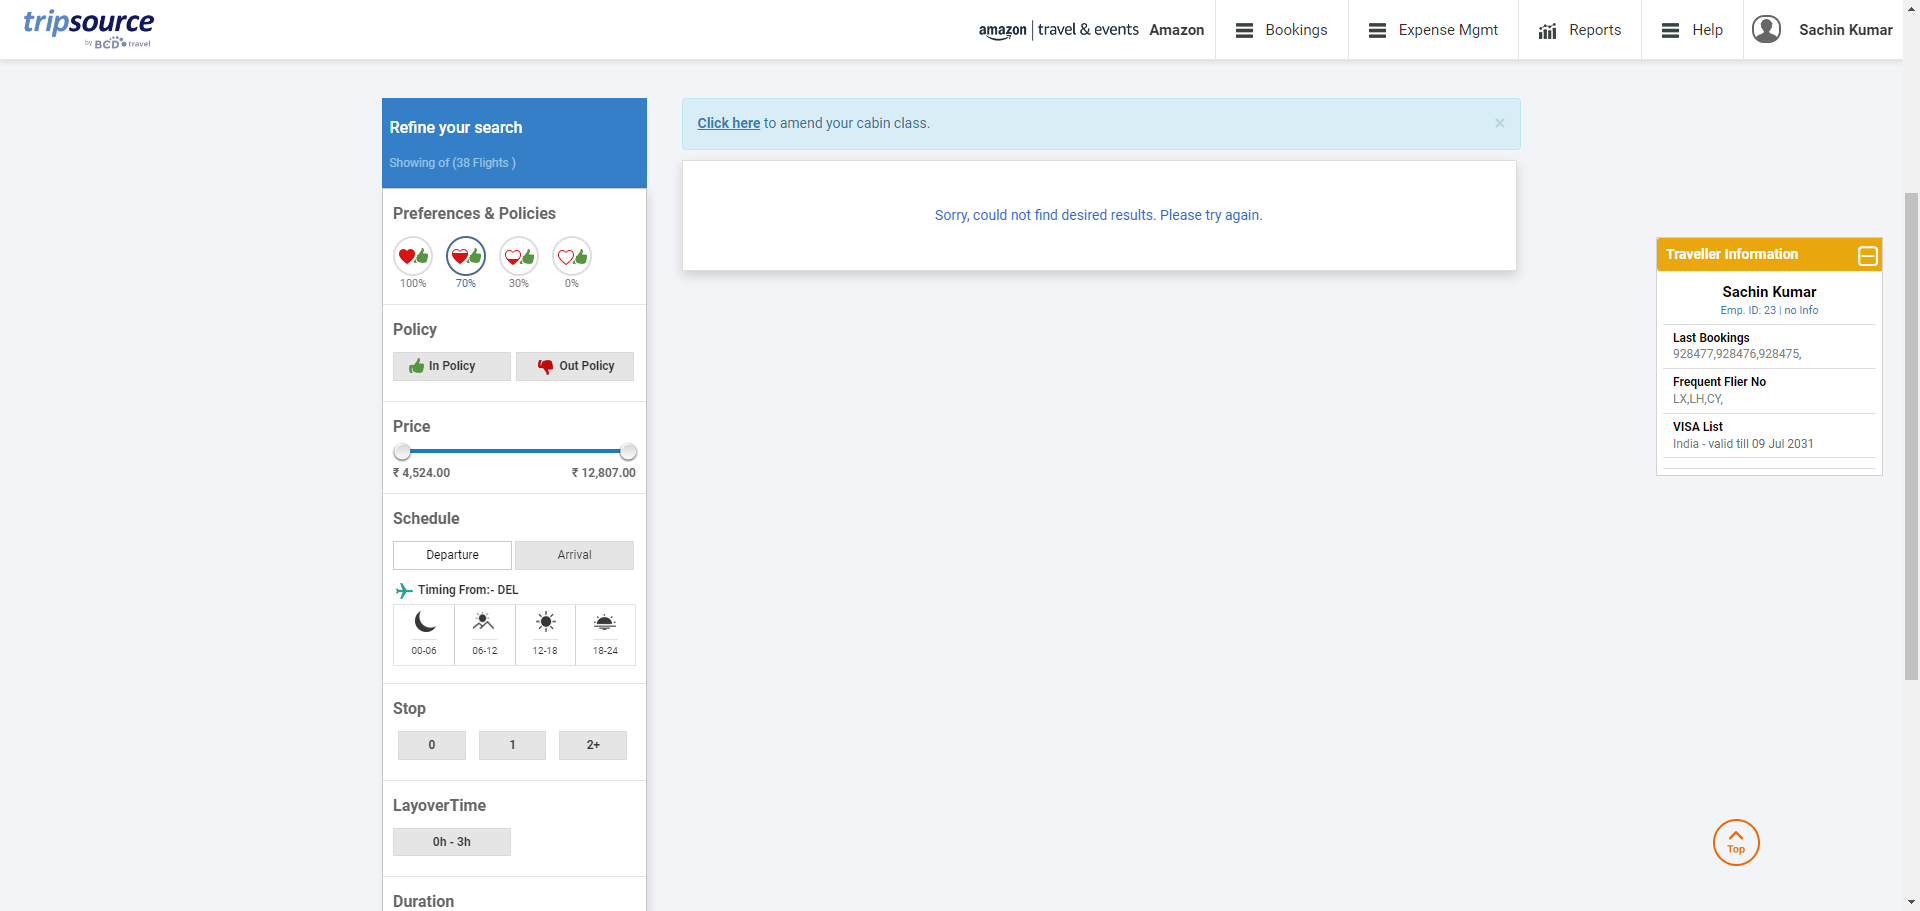 tripsource
by BCD travel
amazon | travel & events Amazon
Bookings
Expense Mgmt
Reports
Help
Sachin Kumar
Refine your search
Showing of (38 Flights )
Preferences & Policies
100%
70%
30%
0%
Policy
In Policy
Out Policy
Price
₹ 4,524.00
₹ 12,807.00
Schedule
Departure
Arrival
Timing From:- DEL
00-06
06-12
12-18
18-24
Stop
0
1
2+
LayoverTime
0h - 3h
Duration
Click here to amend your cabin class.
×
Sorry, could not find desired results. Please try again.
Traveller Information
Sachin Kumar
Emp. ID: 23 | no Info
Last Bookings
928477,928476,928475,
Frequent Flier No
LX,LH,CY,
VISA List
India - valid till 09 Jul 2031
Top